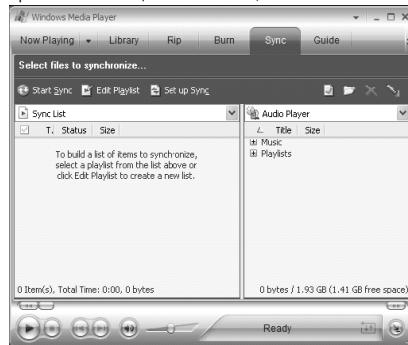 Windows Media Player
Now Playing Library Rip Burn Sync Guide
Select files to synchronize...
Start Sync Edit Playlist Set up Sync
Sync List
Audio Player
T. Status Size
Title Size
Music
Playlists
To build a list of items to synchronize,
select a playlist from the list above or
click Edit Playlist to create a new list.
0 Item(s), Total Time: 0:00, 0 bytes
0 bytes / 1.93 GB (1.41 GB free space)
Ready